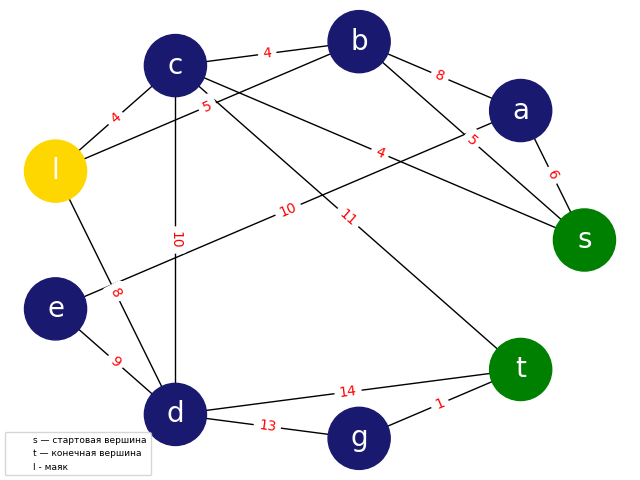 b
4
c
8
a
5
4
5
4
6
l
10
10
11
s
8
e
9
t
14
1
d
13
g
s — стартовая вершина
t — конечная вершина
l - маяк